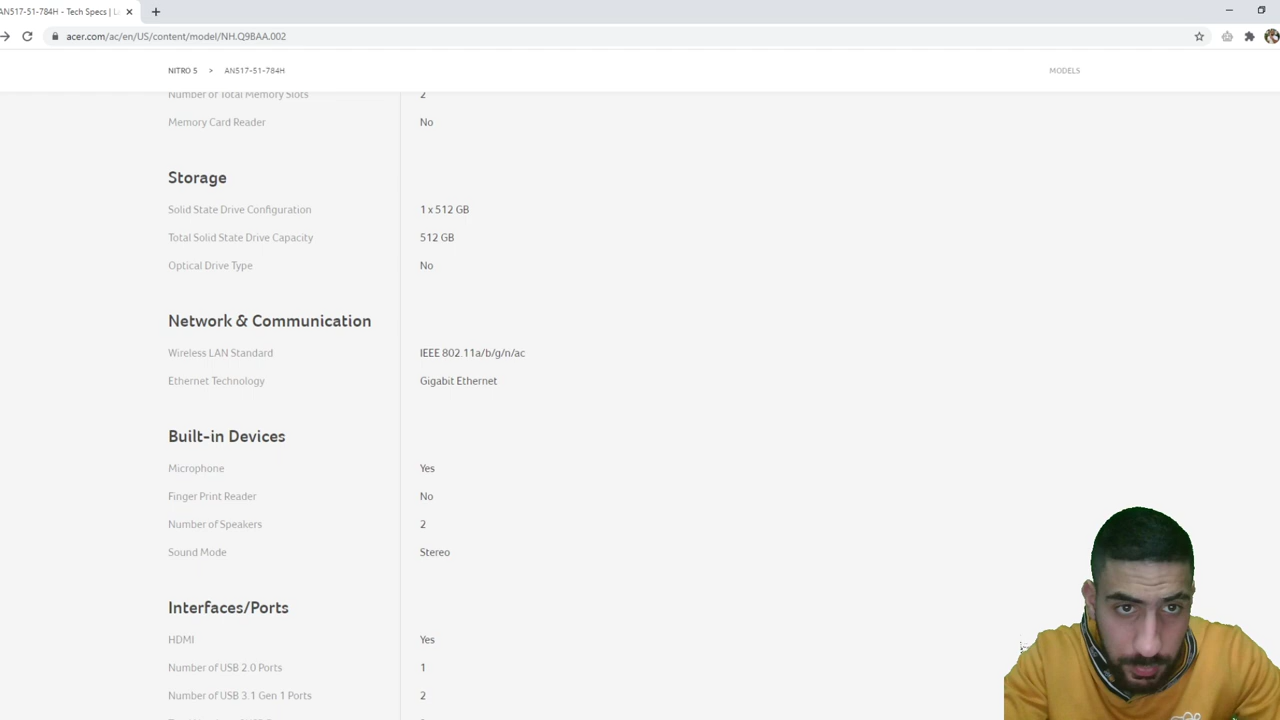 AN517-51-784H - Tech Specs | L
acer.com/ac/en/US/content/model/NH.Q9BAA.002
NITRO 5 > AN517-51-784H MODELS
Number of Total Memory Slots 2
Memory Card Reader No
Storage
Solid State Drive Configuration 1 x 512 GB
Total Solid State Drive Capacity 512 GB
Optical Drive Type No
Network & Communication
Wireless LAN Standard IEEE 802.11a/b/g/n/ac
Ethernet Technology Gigabit Ethernet
Built-in Devices
Microphone Yes
Finger Print Reader No
Number of Speakers 2
Sound Mode Stereo
Interfaces/Ports
HDMI Yes
Number of USB 2.0 Ports 1
Number of USB 3.1 Gen 1 Ports 2